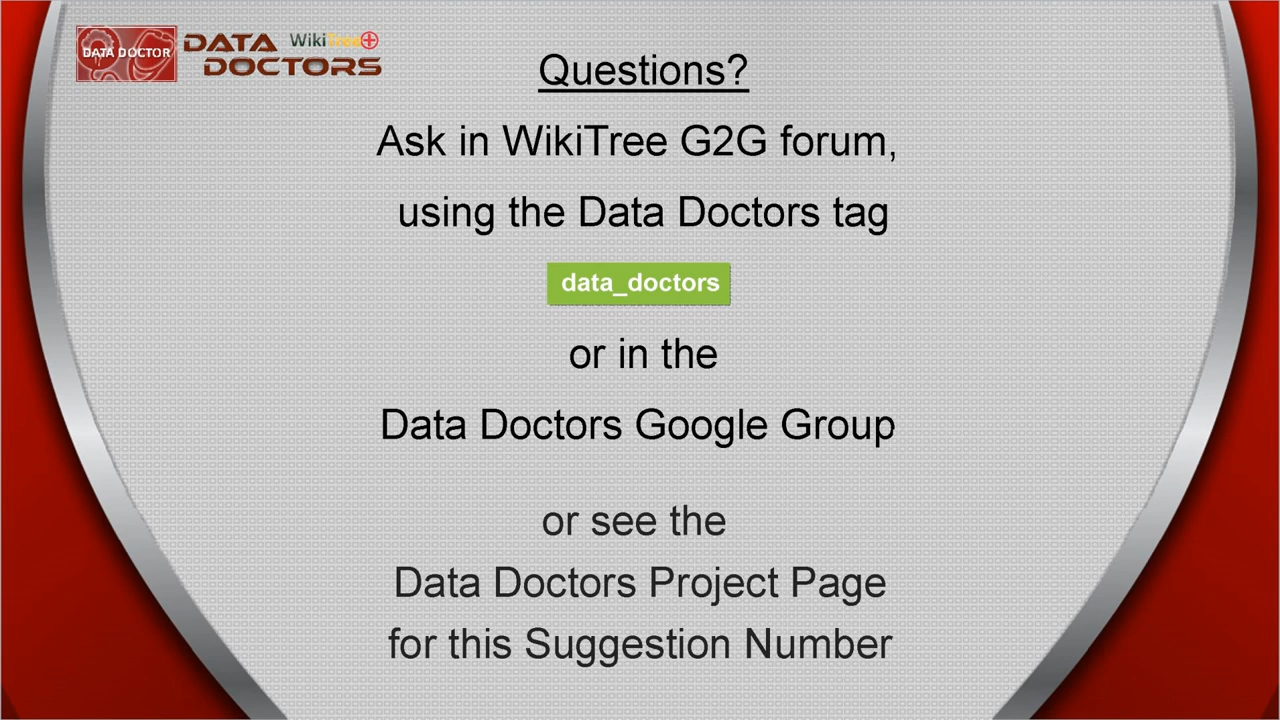 DATA DOCTOR
DATA WikiTree+
DOCTORS
Questions?
Ask in WikiTree G2G forum,
using the Data Doctors tag
data_doctors
or in the
Data Doctors Google Group
or see the
Data Doctors Project Page
for this Suggestion Number